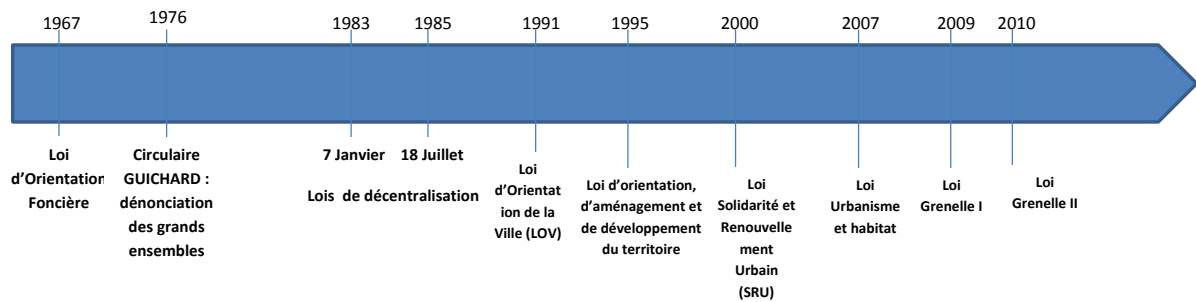 1967
1976
1983
1985
1991
1995
2000
2007
2009
2010
Loi
d'Orientation
Foncière
Circulaire
GUICHARD :
dénonciation
des grands
ensembles
7 Janvier
18 Juillet
Lois de décentralisation
Loi
d'Orientat
ion de la
Ville (LOV)
Loi d'orientation,
d'aménagement et
de développement
du territoire
Loi
Solidarité et
Renouvelle
ment
Urbain
(SRU)
Loi
Urbanisme
et habitat
Loi
Grenelle I
Loi
Grenelle II